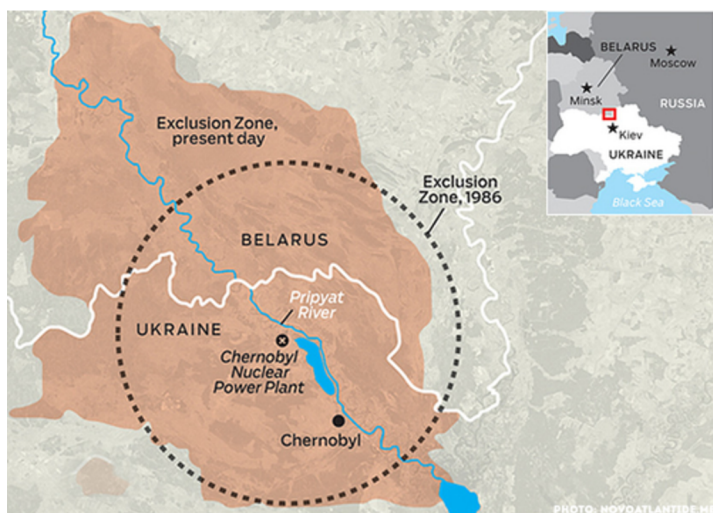 Exclusion Zone,
present day
Exclusion
Zone, 1986
BELARUS
Pripyat
River
UKRAINE
Chernobyl
Nuclear
Power Plant
Chernobyl
BELARUS
Moscow
Minsk
RUSSIA
Kiev
UKRAINE
Black Sea
PHOTO: NOVOATLANTIDE